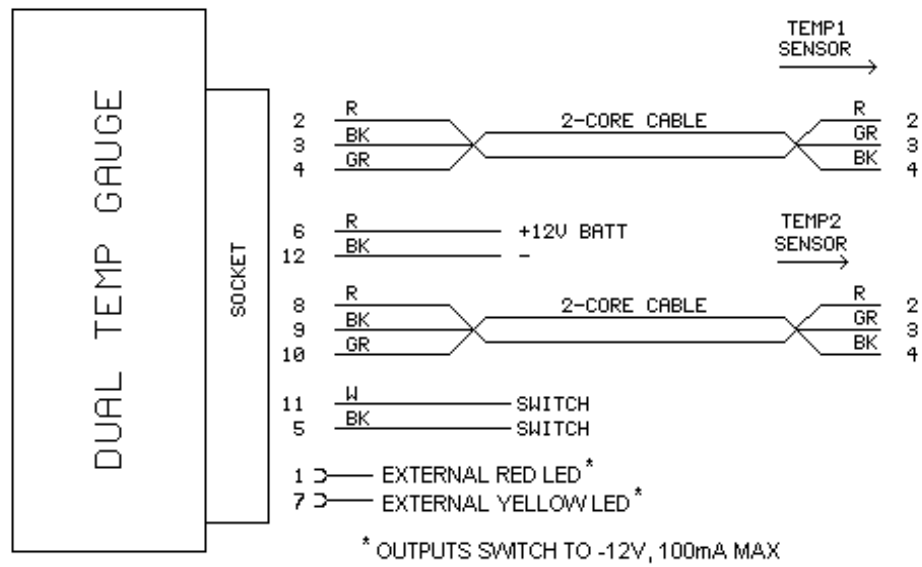 DUAL TEMP GAUGE
SOCKET
TEMP1
SENSOR
2 R 2-CORE CABLE R 2
3 BK GR 3
4 GR BK 4
6 R +12V BATT
12 BK -
TEMP2
SENSOR
8 R 2-CORE CABLE R 2
9 BK GR 3
10 GR BK 4
11 W SWITCH
5 BK SWITCH
1 EXTERNAL RED LED*
7 EXTERNAL YELLOW LED*
* OUTPUTS SWITCH TO -12V, 100mA MAX